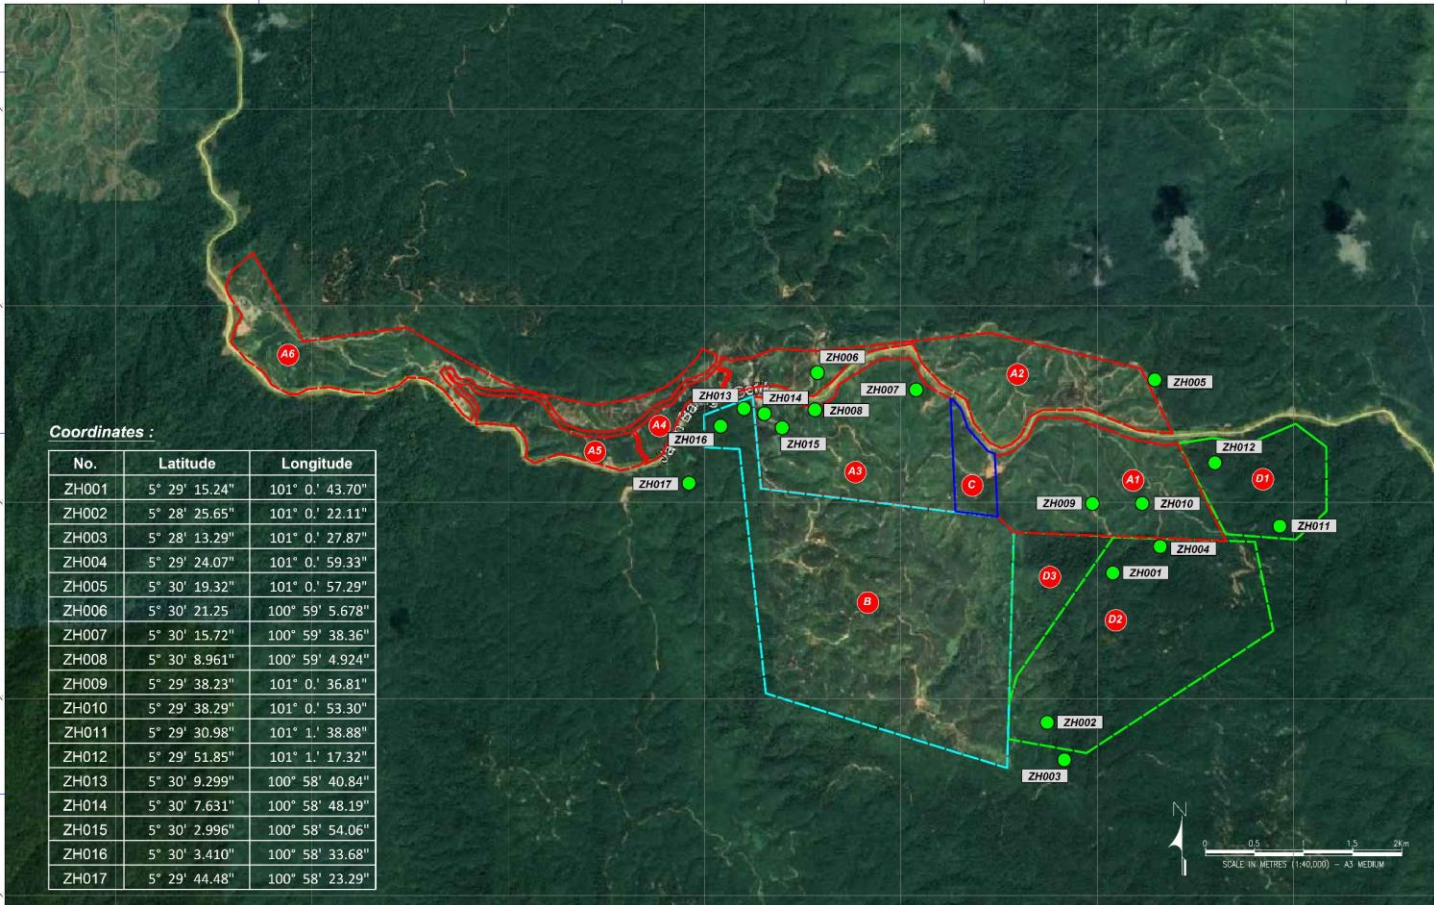 A6
A2
ZH006
ZH005
ZH007
ZH013
ZH014
ZH008
A4
ZH016
ZH015
A5
A3
ZH012
D1
C
A1
ZH017
ZH009
ZH010
ZH011
ZH004
D3
ZH001
B
D2
ZH002
ZH003
Coordinates :
No. Latitude Longitude
ZH001 5° 29' 15.24" 101° 0.' 43.70"
ZH002 5° 28' 25.65" 101° 0.' 22.11"
ZH003 5° 28' 13.29" 101° 0.' 27.87"
ZH004 5° 29' 24.07" 101° 0.' 59.33"
ZH005 5° 30' 19.32" 101° 0.' 57.29"
ZH006 5° 30' 21.25 100° 59' 5.678"
ZH007 5° 30' 15.72" 100° 59' 38.36"
ZH008 5° 30' 8.961" 100° 59' 4.924"
ZH009 5° 29' 38.23" 101° 0.' 36.81"
ZH010 5° 29' 38.29" 101° 0.' 53.30"
ZH011 5° 29' 30.98" 101° 1.' 38.88"
ZH012 5° 29' 51.85" 101° 1.' 17.32"
ZH013 5° 30' 9.299" 100° 58' 40.84"
ZH014 5° 30' 7.631" 100° 58' 48.19"
ZH015 5° 30' 2.996" 100° 58' 54.06"
ZH016 5° 30' 3.410" 100° 58' 33.68"
ZH017 5° 29' 44.48" 100° 58' 23.29"
N
0 0.5 1.5 2Km
SCALE IN METRES (1:40,000) – A3 MEDIUM